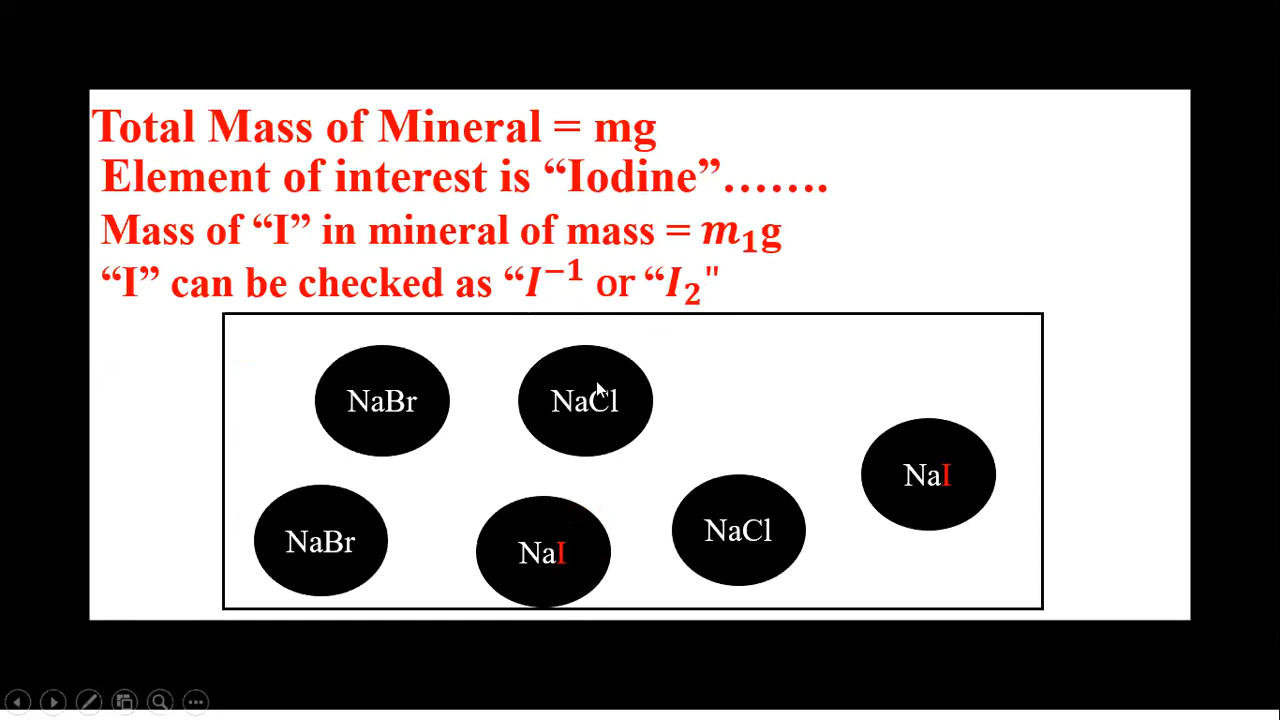 Total Mass of Mineral = mg
Element of interest is “Iodine”…….
Mass of “I” in mineral of mass = m₁g
“I” can be checked as “I⁻¹ or “I₂"
NaBr
NaCl
NaI
NaBr
NaI
NaCl